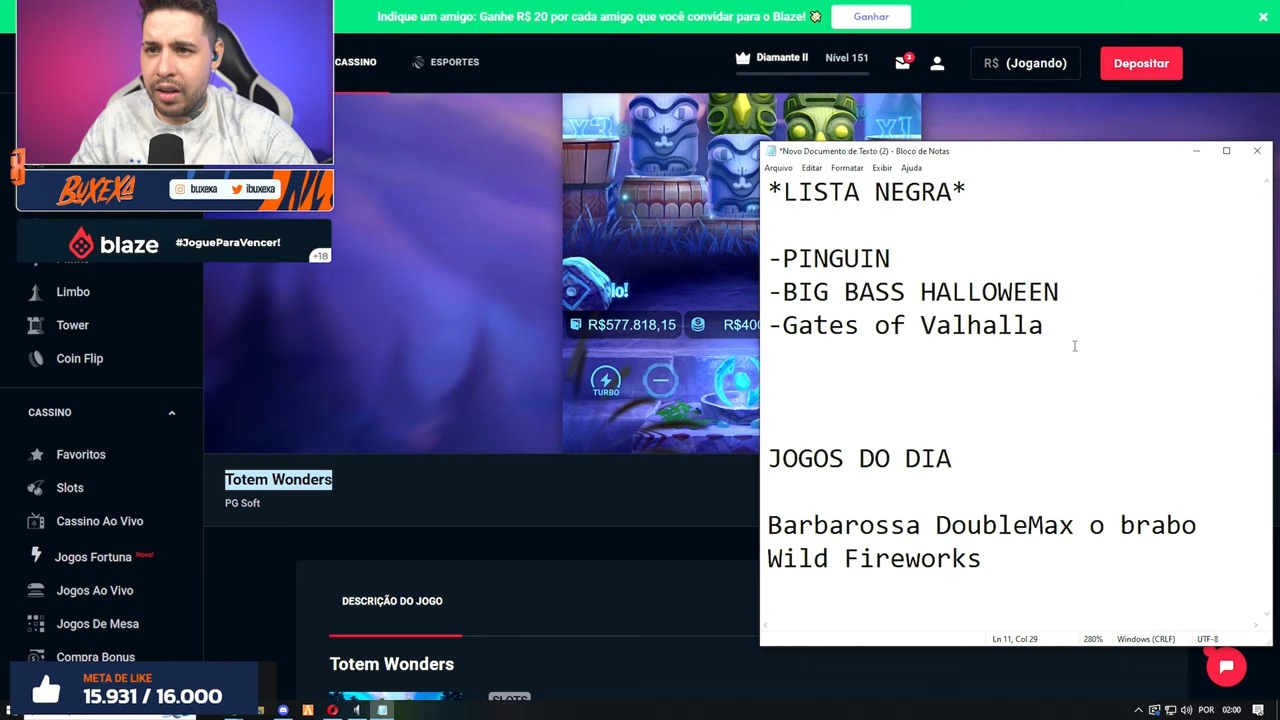 Indique um amigo: Ganhe R$ 20 por cada amigo que você convidar para o Blaze!
Ganhar
CASSINO
ESPORTES
Diamante II
Nível 151
3
R$ (Jogando)
Depositar
BUXEXA
buxexa
ibuxexa
blaze
#JogueParaVencer!
+18
Limbo
Tower
Coin Flip
CASSINO
Favoritos
Slots
Cassino Ao Vivo
Jogos Fortuna Novo!
Jogos Ao Vivo
Jogos De Mesa
Compra Bonus
META DE LIKE
15.931 / 16.000
R$577.818,15
TURBO
Totem Wonders
PG Soft
DESCRIÇÃO DO JOGO
Totem Wonders
SLOTS
*Novo Documento de Texto (2) - Bloco de Notas
Arquivo Editar Formatar Exibir Ajuda
*LISTA NEGRA*
-PINGUIN
-BIG BASS HALLOWEEN
-Gates of Valhalla
JOGOS DO DIA
Barbarossa DoubleMax o brabo
Wild Fireworks
Ln 11, Col 29
280%
Windows (CRLF)
UTF-8
POR
02:00